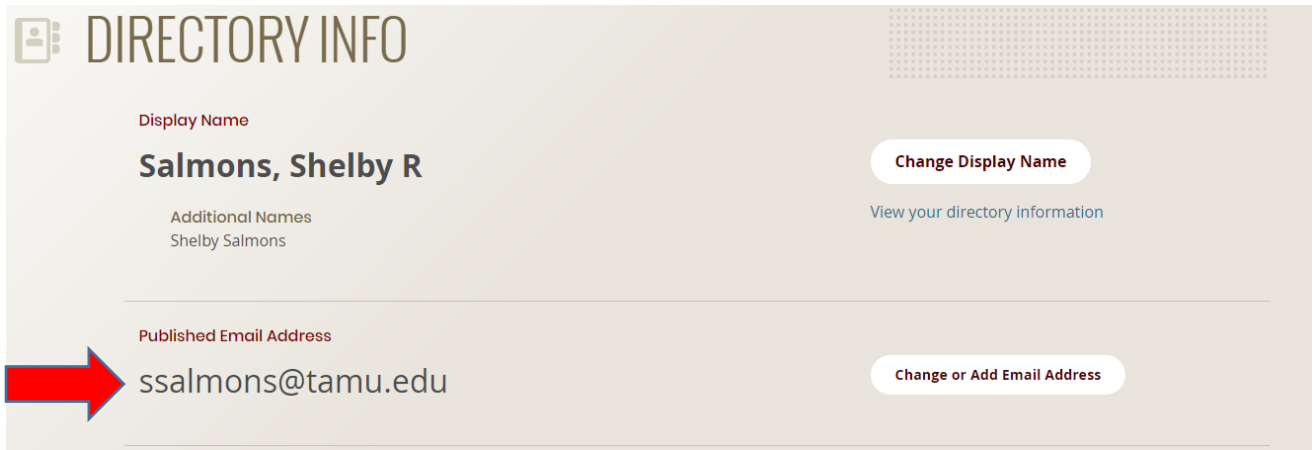 DIRECTORY INFO
Display Name
Salmons, Shelby R
Change Display Name
Additional Names
Shelby Salmons
View your directory information
Published Email Address
ssalmons@tamu.edu
Change or Add Email Address